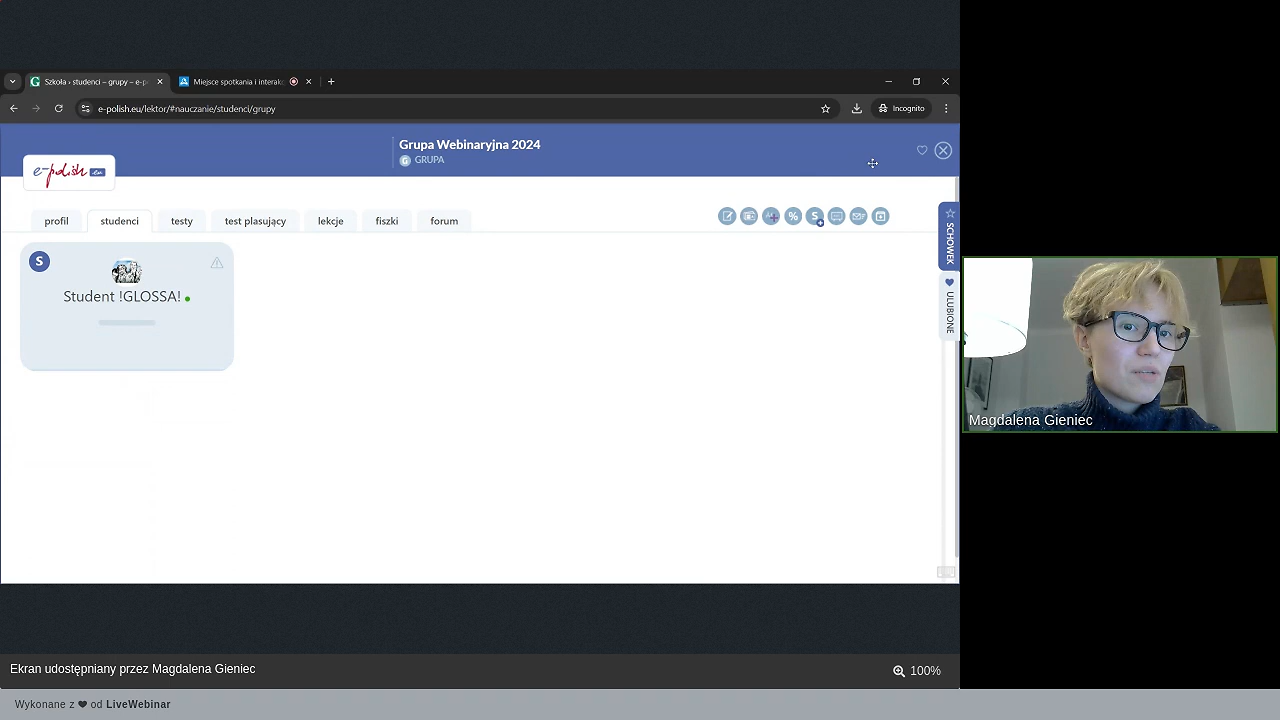 Szkoła › studenci – grupy – e-p
Miejsce spotkania i interak
e-polish.eu/lektor/#nauczanie/studenci/grupy
Incognito
Grupa Webinaryjna 2024
G GRUPA
e-polish .eu
profil
studenci
testy
test plasujący
lekcje
fiszki
forum
SCHOWEK
ULUBIONE
S
Student !GLOSSA!
Magdalena Gieniec
Ekran udostępniany przez Magdalena Gieniec
100%
Wykonane z ❤ od LiveWebinar